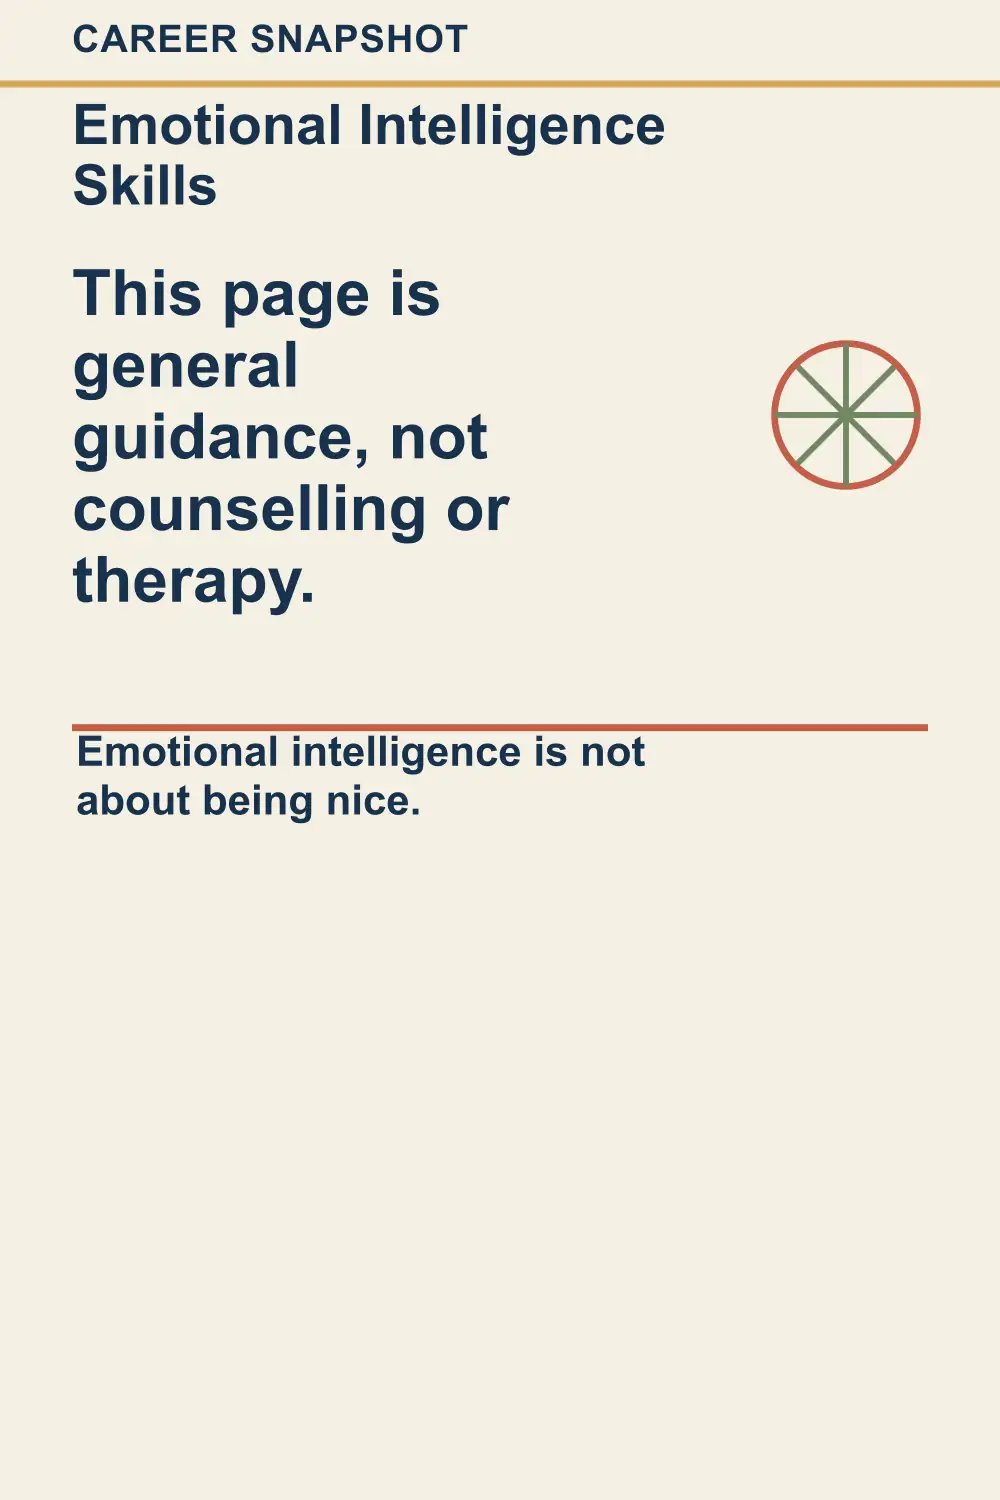 CAREER SNAPSHOT
Emotional Intelligence
Skills
This page is
general
guidance, not
counselling or
therapy.
Emotional intelligence is not
about being nice.